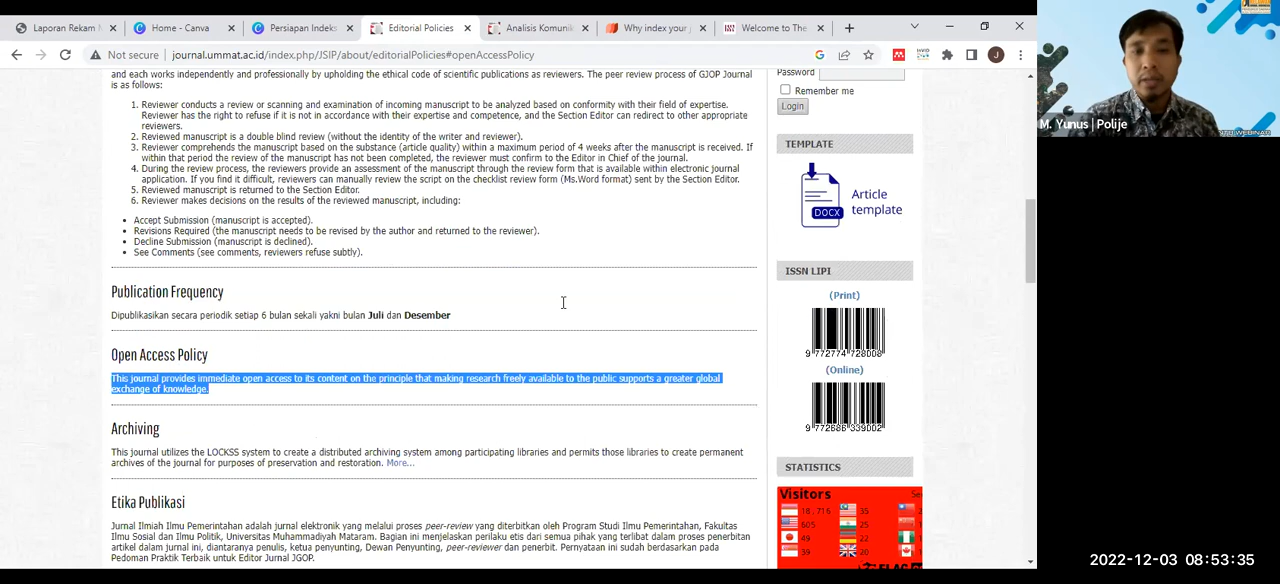 Laporan Rekam M
Home - Canva
Persiapan Indeks
Editorial Policies
Analisis Komunik
Why index your j
Welcome to The
Not secure
journal.ummat.ac.id/index.php/JSIP/about/editorialPolicies#openAccessPolicy
and each works independently and professionally by upholding the ethical code of scientific publications as reviewers. The peer review process of GJOP Journal
is as follows:
1. Reviewer conducts a review or scanning and examination of incoming manuscript to be analyzed based on conformity with their field of expertise.
Reviewer has the right to refuse if it is not in accordance with their expertise and competence, and the Section Editor can redirect to other appropriate
reviewers.
2. Reviewed manuscript is a double blind review (without the identity of the writer and reviewer).
3. Reviewer comprehends the manuscript based on the substance (article quality) within a maximum period of 4 weeks after the manuscript is received. If
within that period the review of the manuscript has not been completed, the reviewer must confirm to the Editor in Chief of the journal.
4. During the review process, the reviewers provide an assessment of the manuscript through the review form that is available within electronic journal
application. If you find it difficult, reviewers can manually review the script on the checklist review form (Ms.Word format) sent by the Section Editor.
5. Reviewed manuscript is returned to the Section Editor.
6. Reviewer makes decisions on the results of the reviewed manuscript, including:
• Accept Submission (manuscript is accepted).
• Revisions Required (the manuscript needs to be revised by the author and returned to the reviewer).
• Decline Submission (manuscript is declined).
• See Comments (see comments, reviewers refuse subtly).
Publication Frequency
Dipublikasikan secara periodik setiap 6 bulan sekali yakni bulan Juli dan Desember
Open Access Policy
This journal provides immediate open access to its content on the principle that making research freely available to the public supports a greater global
exchange of knowledge.
Archiving
This journal utilizes the LOCKSS system to create a distributed archiving system among participating libraries and permits those libraries to create permanent
archives of the journal for purposes of preservation and restoration. More...
Etika Publikasi
Jurnal Ilmiah Ilmu Pemerintahan adalah jurnal elektronik yang melalui proses peer-review yang diterbitkan oleh Program Studi Ilmu Pemerintahan, Fakultas
Ilmu Sosial dan Ilmu Politik, Universitas Muhammadiyah Mataram. Bagian ini menjelaskan perilaku etis dari semua pihak yang terlibat dalam proses penerbitan
artikel dalam jurnal ini, diantaranya penulis, ketua penyunting, Dewan Penyunting, peer-reviewer dan penerbit. Pernyataan ini sudah berdasarkan pada
Pedoman Praktik Terbaik untuk Editor Jurnal JGOP.
Password
Remember me
Login
TEMPLATE
DOCX
Article
template
ISSN LIPI
(Print)
9 772774 728008
(Online)
9 772686 339002
STATISTICS
Visitors
18,716
35
605
25
49
22
39
20
M. Yunus | Polije
2022-12-03 08:53:35